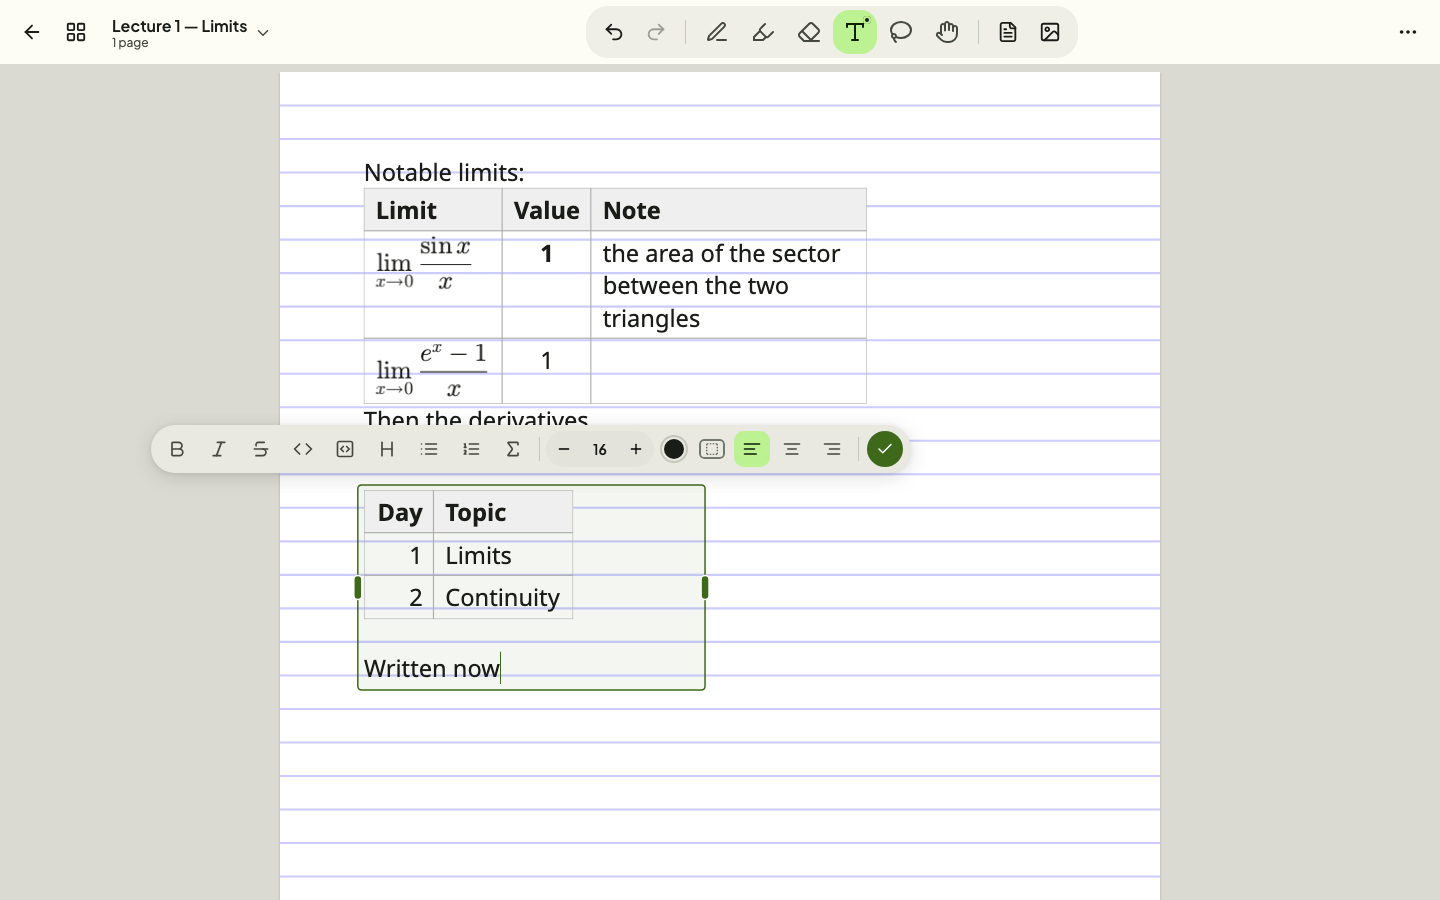 Lecture 1 — Limits
1 page
Notable limits:
Limit Value Note
lim x→0 sin x / x 1 the area of the sector
between the two
triangles
lim x→0 e^x − 1 / x 1
Then the derivatives
16
Day Topic
1 Limits
2 Continuity
Written now